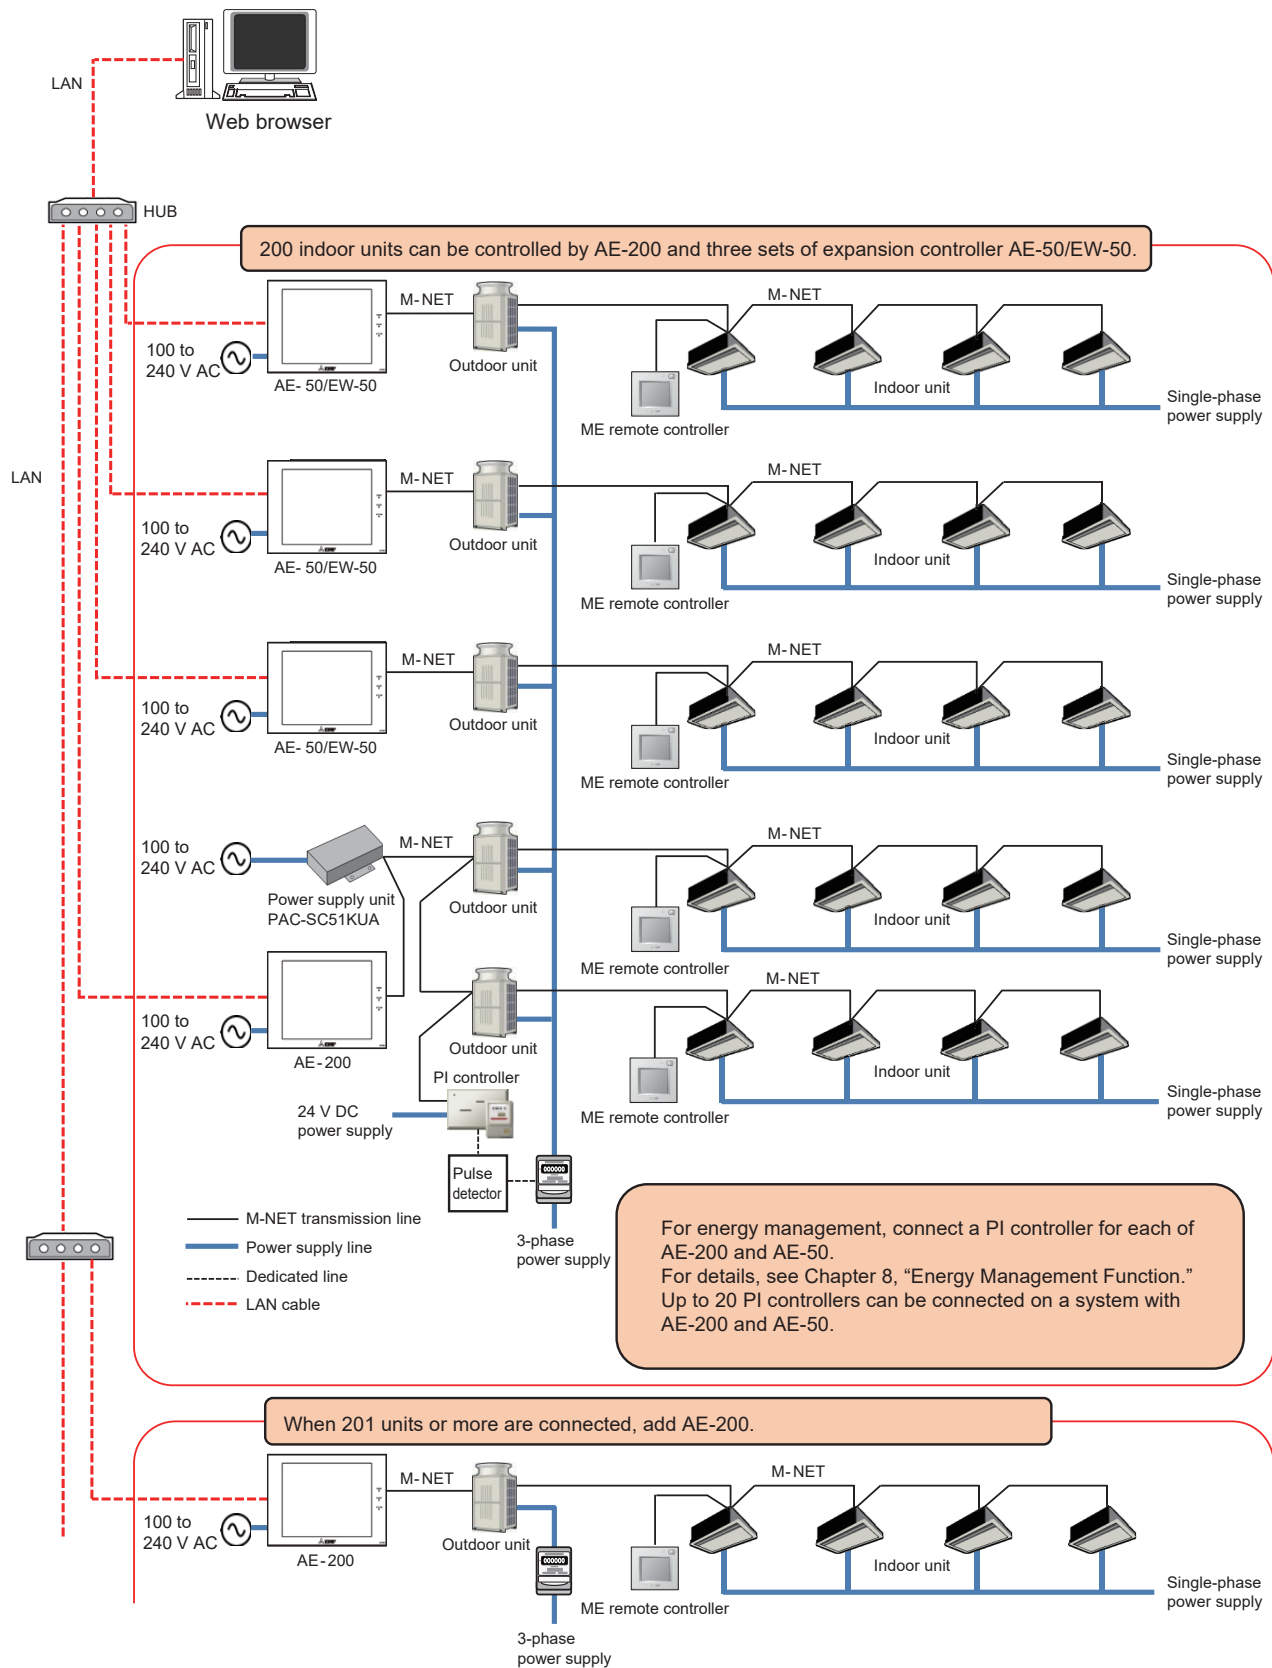 LAN
Web browser
HUB
200 indoor units can be controlled by AE-200 and three sets of expansion controller AE-50/EW-50.
M-NET
M-NET
100 to
240 V AC
AE- 50/EW-50
Outdoor unit
Indoor unit
ME remote controller
Single-phase
power supply
LAN
M-NET
M-NET
100 to
240 V AC
AE- 50/EW-50
Outdoor unit
Indoor unit
ME remote controller
Single-phase
power supply
M-NET
M-NET
100 to
240 V AC
AE- 50/EW-50
Outdoor unit
Indoor unit
ME remote controller
Single-phase
power supply
M-NET
M-NET
100 to
240 V AC
Power supply unit
PAC-SC51KUA
Outdoor unit
Indoor unit
ME remote controller
Single-phase
power supply
M-NET
100 to
240 V AC
AE-200
Outdoor unit
Indoor unit
ME remote controller
Single-phase
power supply
PI controller
24 V DC
power supply
Pulse
detector
3-phase
power supply
M-NET transmission line
Power supply line
Dedicated line
LAN cable
For energy management, connect a PI controller for each of
AE-200 and AE-50.
For details, see Chapter 8, “Energy Management Function.”
Up to 20 PI controllers can be connected on a system with
AE-200 and AE-50.
When 201 units or more are connected, add AE-200.
M-NET
M-NET
100 to
240 V AC
AE-200
Outdoor unit
Indoor unit
ME remote controller
Single-phase
power supply
3-phase
power supply